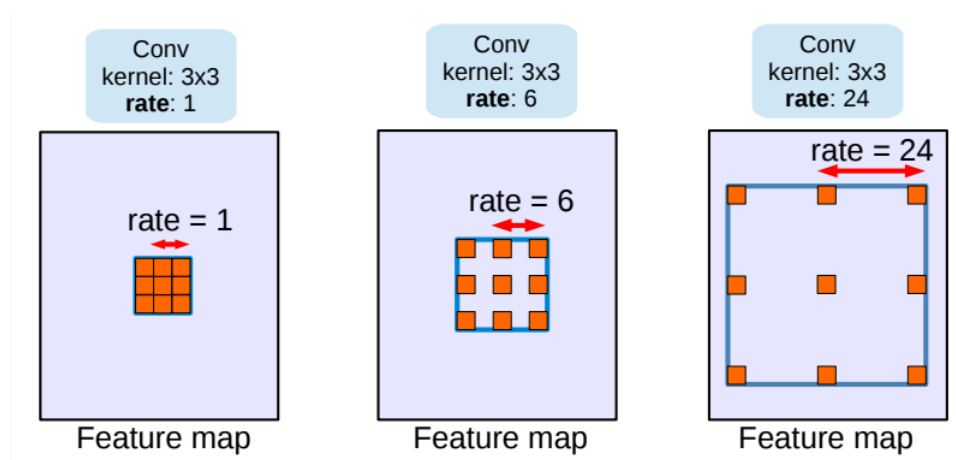 Conv
kernel: 3x3
rate: 1
Conv
kernel: 3x3
rate: 6
Conv
kernel: 3x3
rate: 24
rate = 1
rate = 6
rate = 24
Feature map
Feature map
Feature map